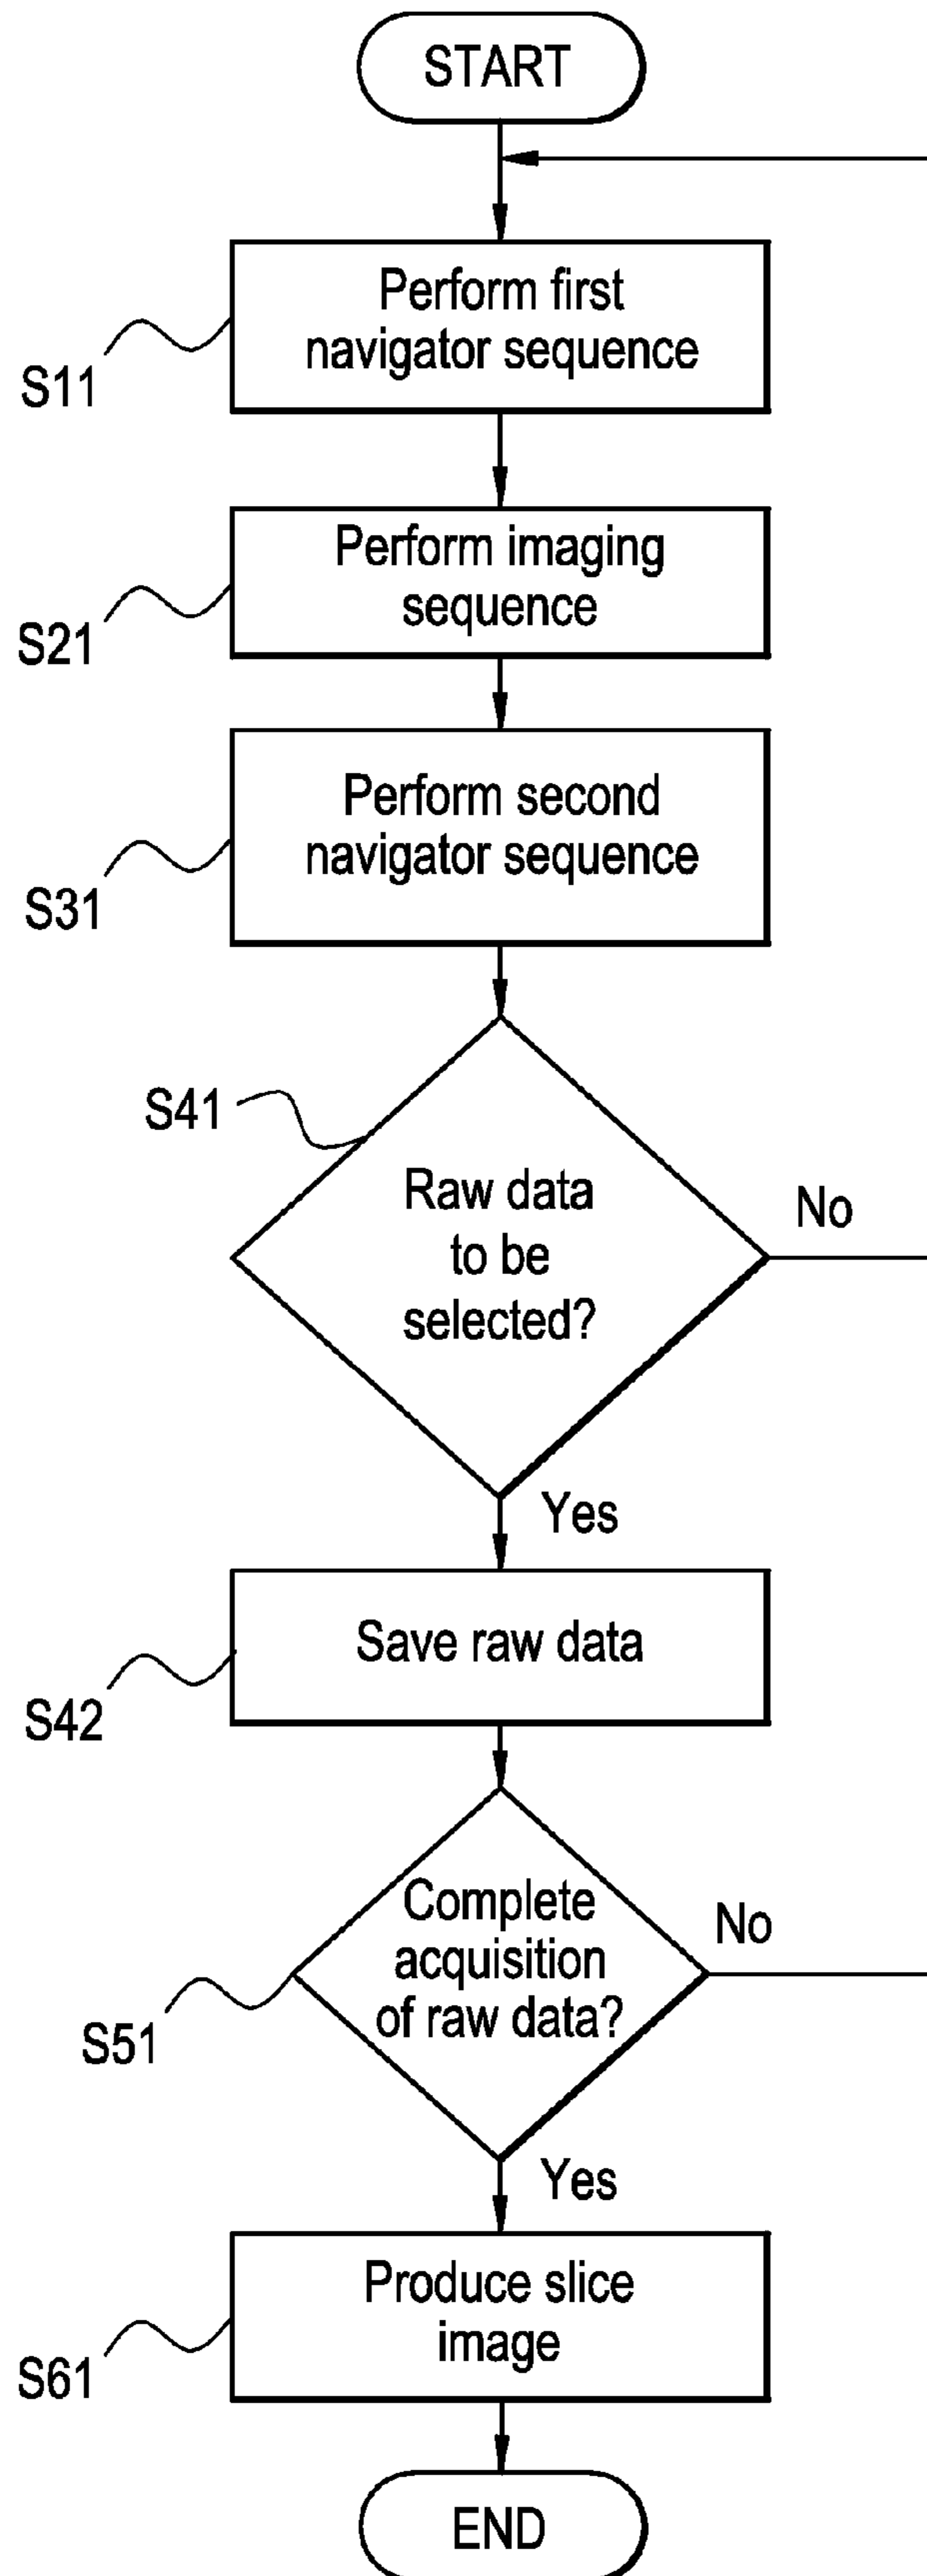 START
Perform first
navigator sequence
S11
Perform imaging
sequence
S21
Perform second
navigator sequence
S31
S41
Raw data
to be
selected?
No
Yes
Save raw data
S42
Complete
acquisition
of raw data?
No
S51
Yes
Produce slice
image
S61
END